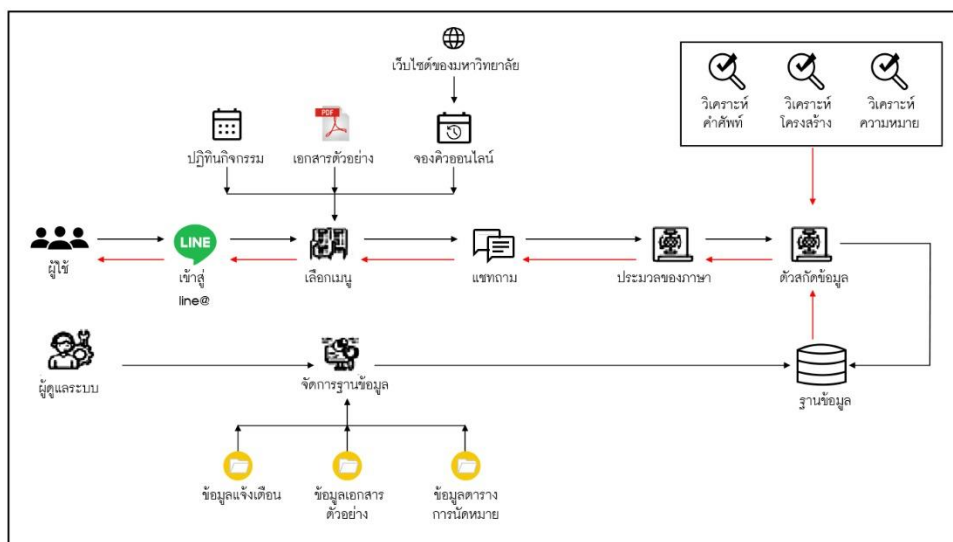 เว็บไซต์ของมหาวิทยาลัย
วิเคราะห์
คำศัพท์
วิเคราะห์
โครงสร้าง
วิเคราะห์
ความหมาย
ปฏิทินกิจกรรม
PDF
เอกสารตัวอย่าง
จองคิวออนไลน์
ผู้ใช้
LINE
เข้าสู่
line@
เลือกเมนู
แชทถาม
ประมวลของภาษา
ตัวสกัดข้อมูล
ผู้ดูแลระบบ
จัดการฐานข้อมูล
ฐานข้อมูล
ข้อมูลแจ้งเตือน
ข้อมูลเอกสาร
ตัวอย่าง
ข้อมูลตาราง
การนัดหมาย